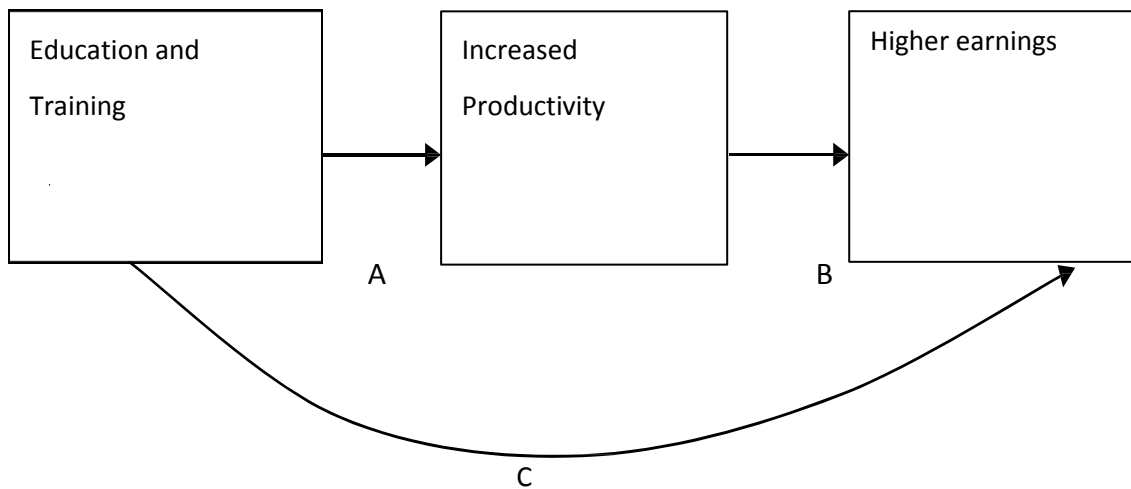 Education and
Training
Increased
Productivity
Higher earnings
A
B
C